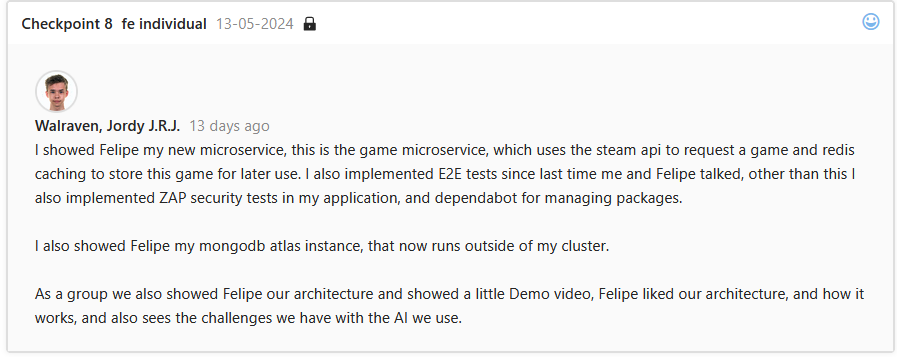 Checkpoint 8 fe individual 13-05-2024
Walraven, Jordy J.R.J. 13 days ago
I showed Felipe my new microservice, this is the game microservice, which uses the steam api to request a game and redis
caching to store this game for later use. I also implemented E2E tests since last time me and Felipe talked, other than this I
also implemented ZAP security tests in my application, and dependabot for managing packages.
I also showed Felipe my mongodb atlas instance, that now runs outside of my cluster.
As a group we also showed Felipe our architecture and showed a little Demo video, Felipe liked our architecture, and how it
works, and also sees the challenges we have with the AI we use.